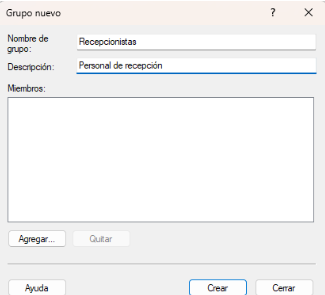 Grupo nuevo ? ×
Nombre de
grupo: Recepcionistas
Descripción: Personal de recepción
Miembros:
Agregar... Quitar
Ayuda Crear Cerrar